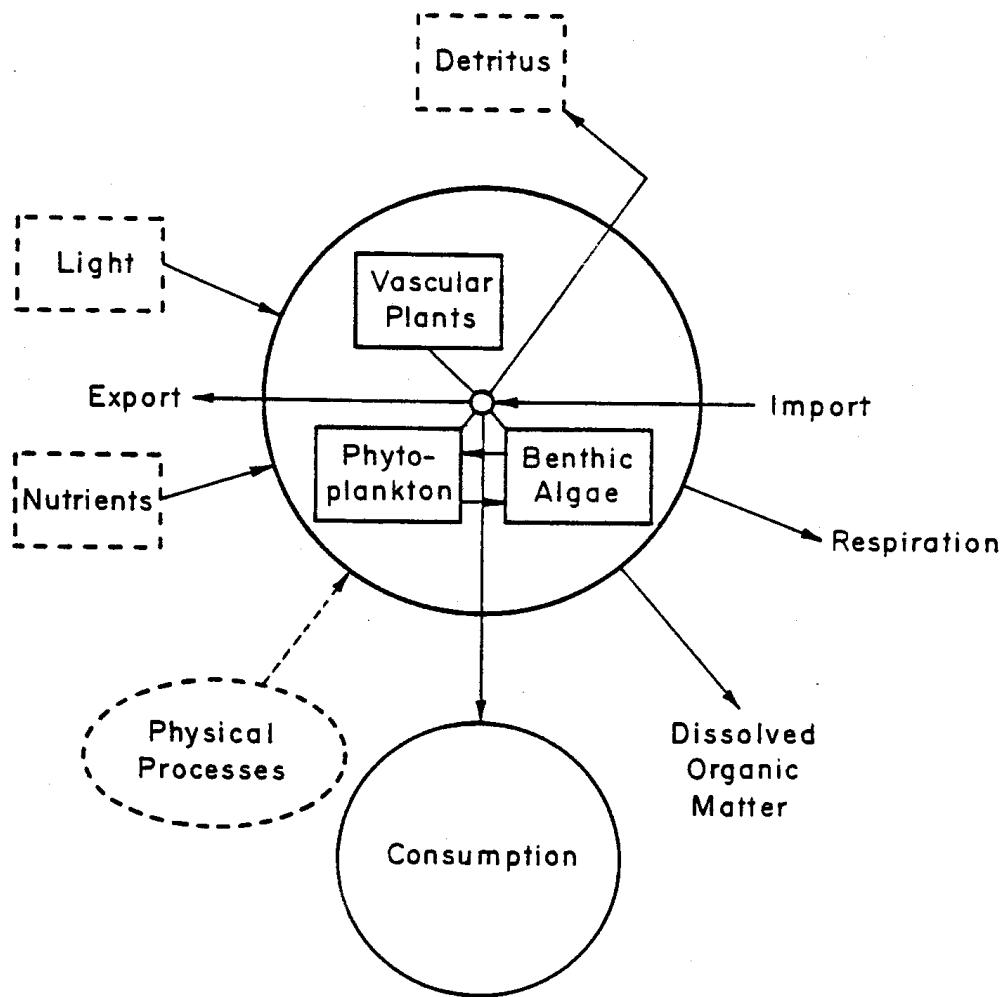 Detritus
Light
Vascular
Plants
Export
Import
Phyto-
plankton
Benthic
Algae
Nutrients
Respiration
Physical
Processes
Dissolved
Organic
Matter
Consumption